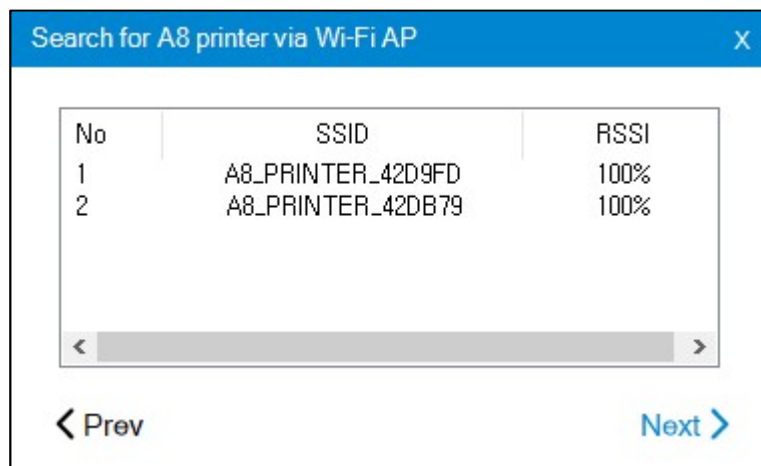 Search for A8 printer via Wi-Fi AP X
No SSID RSSI
1 A8_PRINTER_42D9FD 100%
2 A8_PRINTER_42DB79 100%
Prev Next